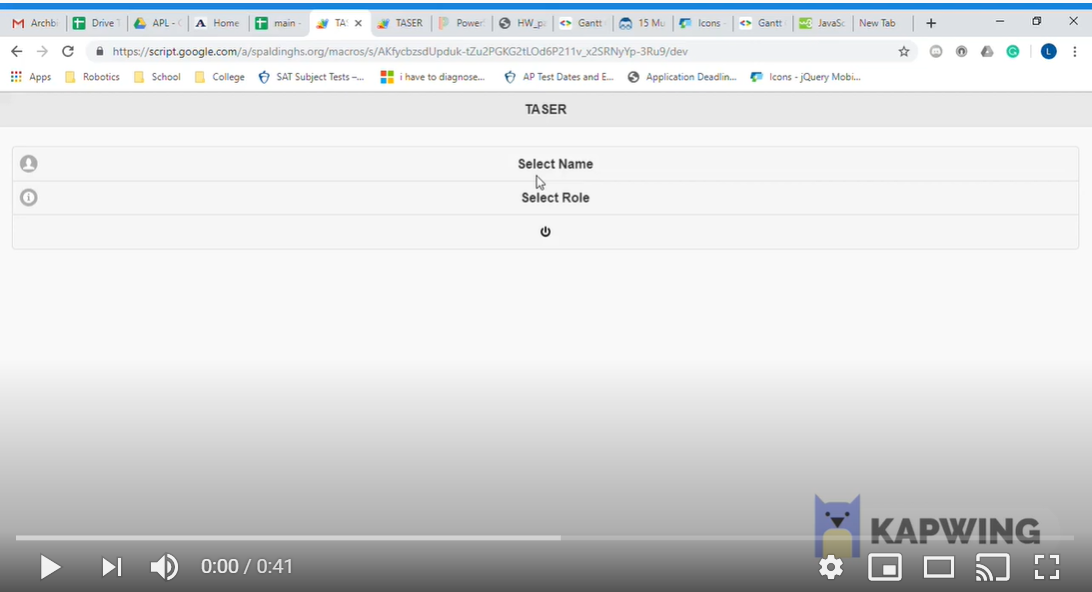 Archb Drive T APL - Home main - TA TASER Power HW_p Gantt 15 Mu Icons - Gantt JavaSc New Tab
https://script.google.com/a/spaldinghs.org/macros/s/AKfycbzsdUpduk-tZu2PGKG2tLOd6P211v_x2SRNyYp-3Ru9/dev
Apps Robotics School College SAT Subject Tests –... i have to diagnose... AP Test Dates and E... Application Deadlin... Icons - jQuery Mobi...
TASER
Select Name
Select Role
KAPWING
0:00 / 0:41